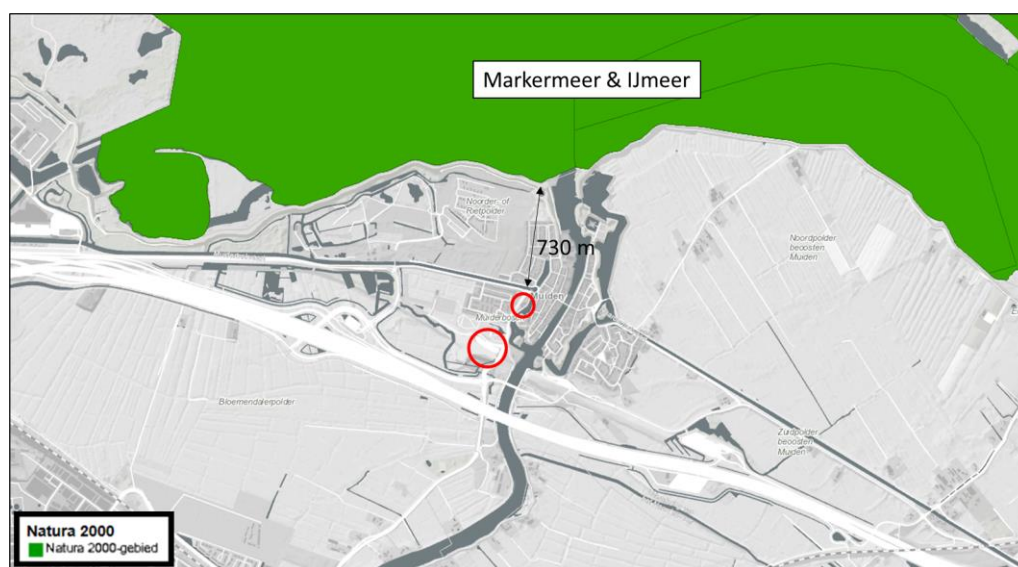 Markermeer & IJmeer
Noorder- of
Rietpolder
730 m
Noordpolder
beoosten
Muiden
Muiden
Muiderbos
Bloemendalerpolder
Zuidpolder
beoosten
Muiden
Natura 2000
Natura 2000-gebied